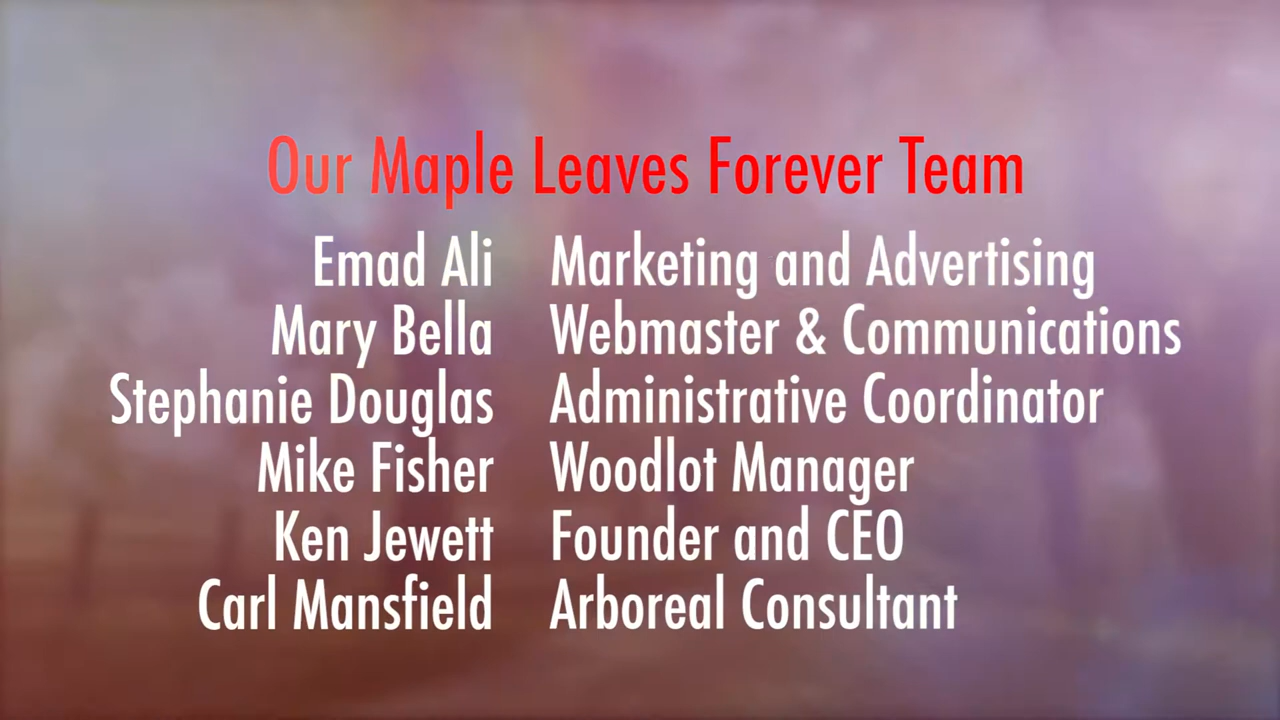 Our Maple Leaves Forever Team
Emad Ali Marketing and Advertising
Mary Bella Webmaster & Communications
Stephanie Douglas Administrative Coordinator
Mike Fisher Woodlot Manager
Ken Jewett Founder and CEO
Carl Mansfield Arboreal Consultant